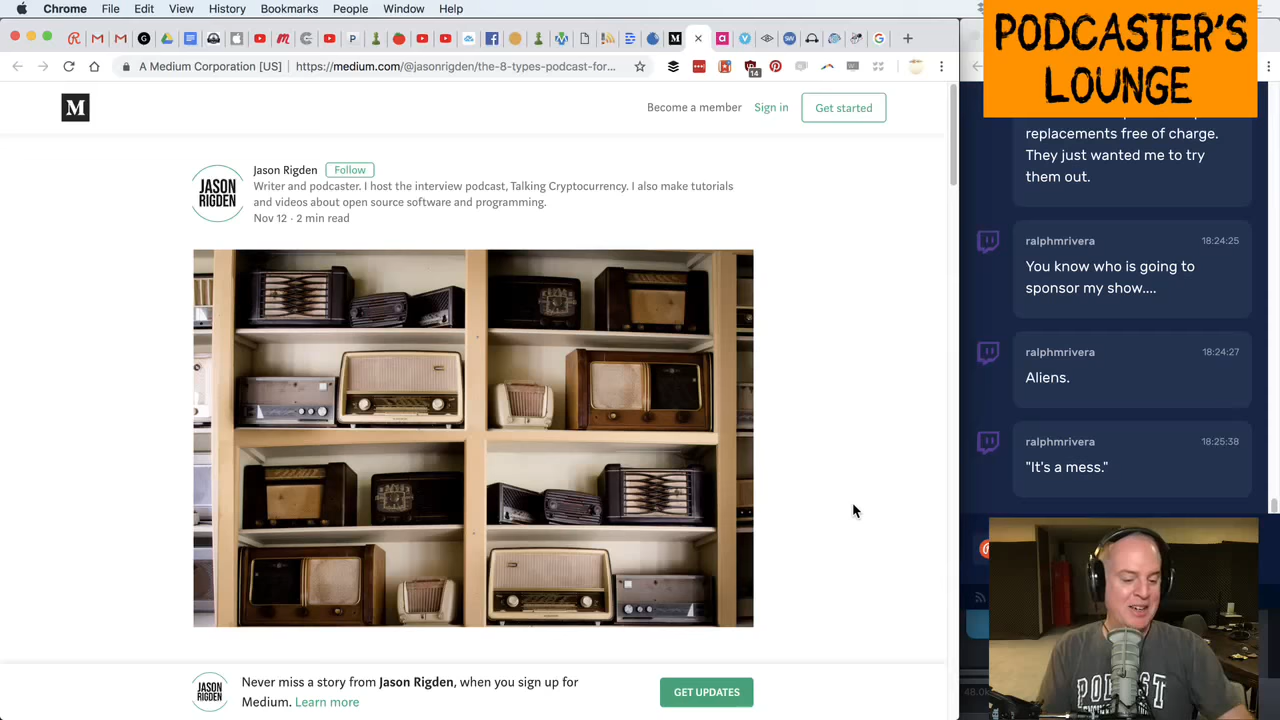 Chrome File Edit View History Bookmarks People Window Help
A Medium Corporation [US] https://medium.com/@jasonrigden/the-8-types-podcast-for...
14
PODCASTER'S
LOUNGE
M
Become a member Sign in Get started
JASON
RIGDEN
Jason Rigden Follow
Writer and podcaster. I host the interview podcast, Talking Cryptocurrency. I also make tutorials
and videos about open source software and programming.
Nov 12 · 2 min read
replacements free of charge.
They just wanted me to try
them out.
ralphmrivera 18:24:25
You know who is going to
sponsor my show....
ralphmrivera 18:24:27
Aliens.
ralphmrivera 18:25:38
"It's a mess."
JASON
RIGDEN
Never miss a story from Jason Rigden, when you sign up for
Medium. Learn more
GET UPDATES
48.0k